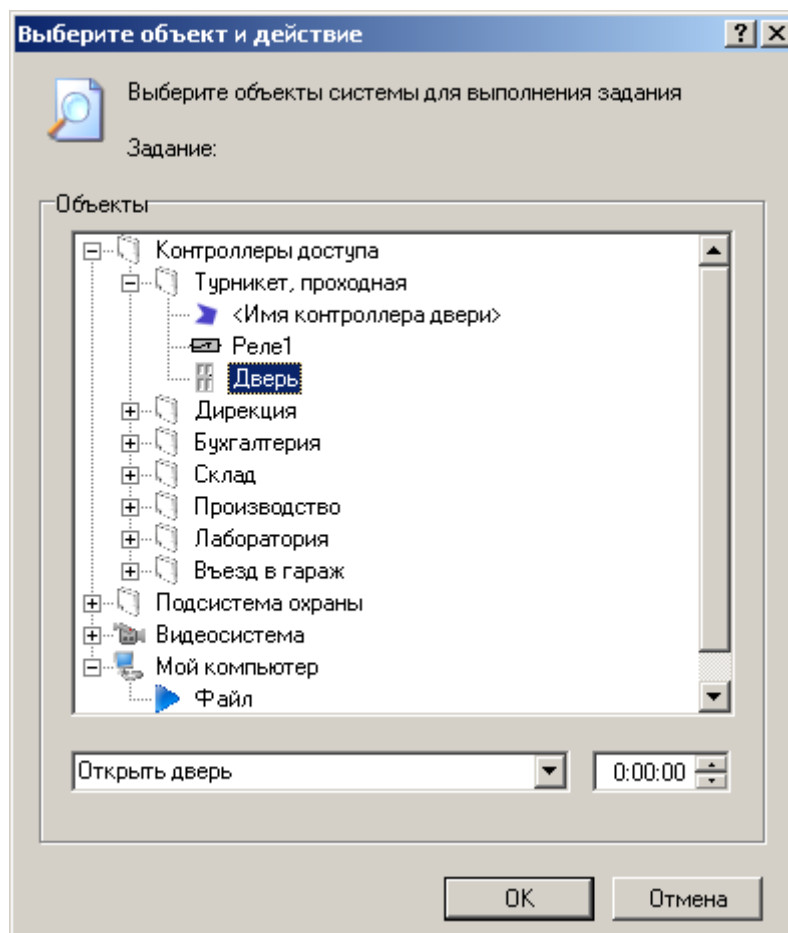 Выберите объект и действие
Выберите объекты системы для выполнения задания
Задание:
Объекты
Контроллеры доступа
Турникет, проходная
<Имя контроллера двери>
Реле1
Дверь
Дирекция
Бухгалтерия
Склад
Производство
Лаборатория
Въезд в гараж
Подсистема охраны
Видеосистема
Мой компьютер
Файл
Открыть дверь 0:00:00
OK Отмена